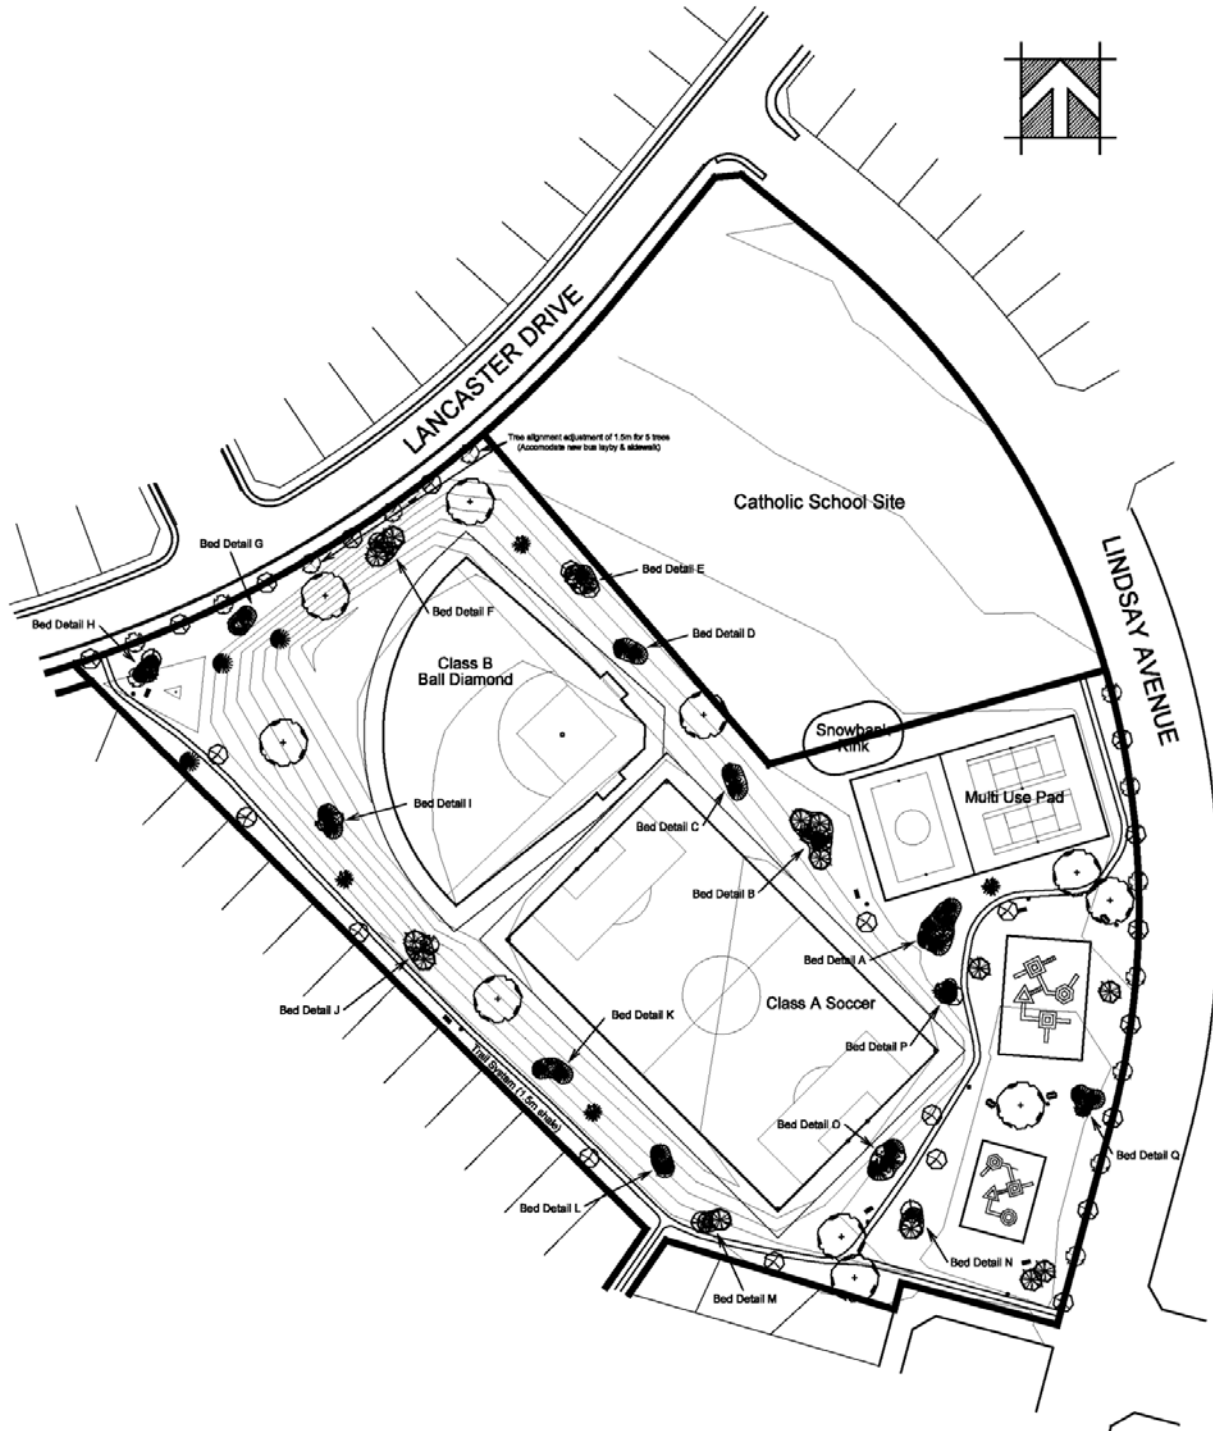 LANCASTER DRIVE
Tree alignment adjustment of 1.5m for 5 trees
(Accomodate new bus layby & sidewalk)
Catholic School Site
LINDSAY AVENUE
Bed Detail G
Bed Detail E
Bed Detail F
Bed Detail H
Bed Detail D
Class B
Ball Diamond
Snowbank
Rink
Multi Use Pad
Bed Detail I
Bed Detail C
Bed Detail B
Bed Detail A
Class A Soccer
Bed Detail J
Bed Detail K
Bed Detail P
Trail System (1.5m shale)
Bed Detail O
Bed Detail Q
Bed Detail L
Bed Detail N
Bed Detail M